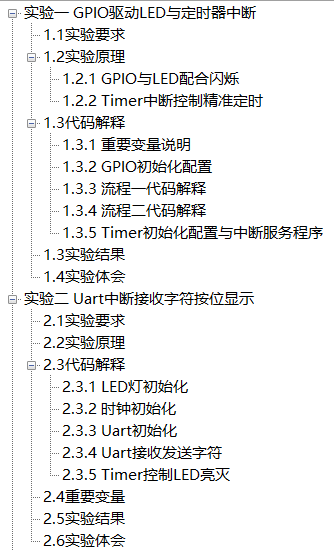 实验一 GPIO驱动LED与定时器中断
1.1实验要求
1.2实验原理
1.2.1 GPIO与LED配合闪烁
1.2.2 Timer中断控制精准定时
1.3代码解释
1.3.1 重要变量说明
1.3.2 GPIO初始化配置
1.3.3 流程一代码解释
1.3.4 流程二代码解释
1.3.5 Timer初始化配置与中断服务程序
1.3实验结果
1.4实验体会
实验二 Uart中断接收字符按位显示
2.1实验要求
2.2实验原理
2.3代码解释
2.3.1 LED灯初始化
2.3.2 时钟初始化
2.3.3 Uart初始化
2.3.4 Uart接收发送字符
2.3.5 Timer控制LED亮灭
2.4重要变量
2.5实验结果
2.6实验体会